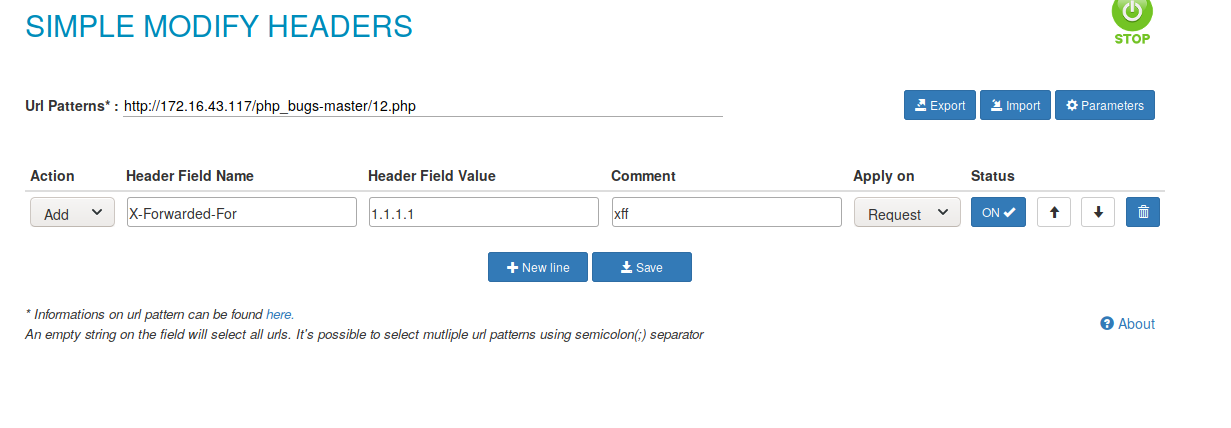 SIMPLE MODIFY HEADERS
STOP
Url Patterns* : http://172.16.43.117/php_bugs-master/12.php
Export Import Parameters
Action Header Field Name Header Field Value Comment Apply on Status
Add X-Forwarded-For 1.1.1.1 xff Request ON
New line Save
* Informations on url pattern can be found here.
An empty string on the field will select all urls. It's possible to select mutliple url patterns using semicolon(;) separator
About